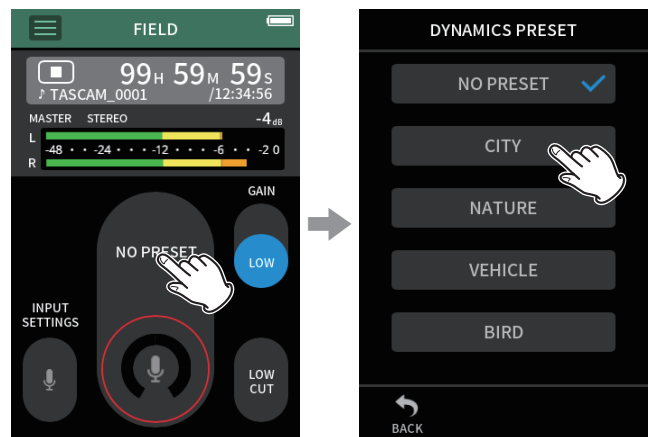 FIELD
99H 59M 59s
♪ TASCAM_0001 /12:34:56
MASTER STEREO -4dB
L
-48 · · -24 · · · -12 · · · -6 · · -2 0
R
GAIN
NO PRESET
LOW
INPUT
SETTINGS
LOW
CUT
DYNAMICS PRESET
NO PRESET
CITY
NATURE
VEHICLE
BIRD
BACK